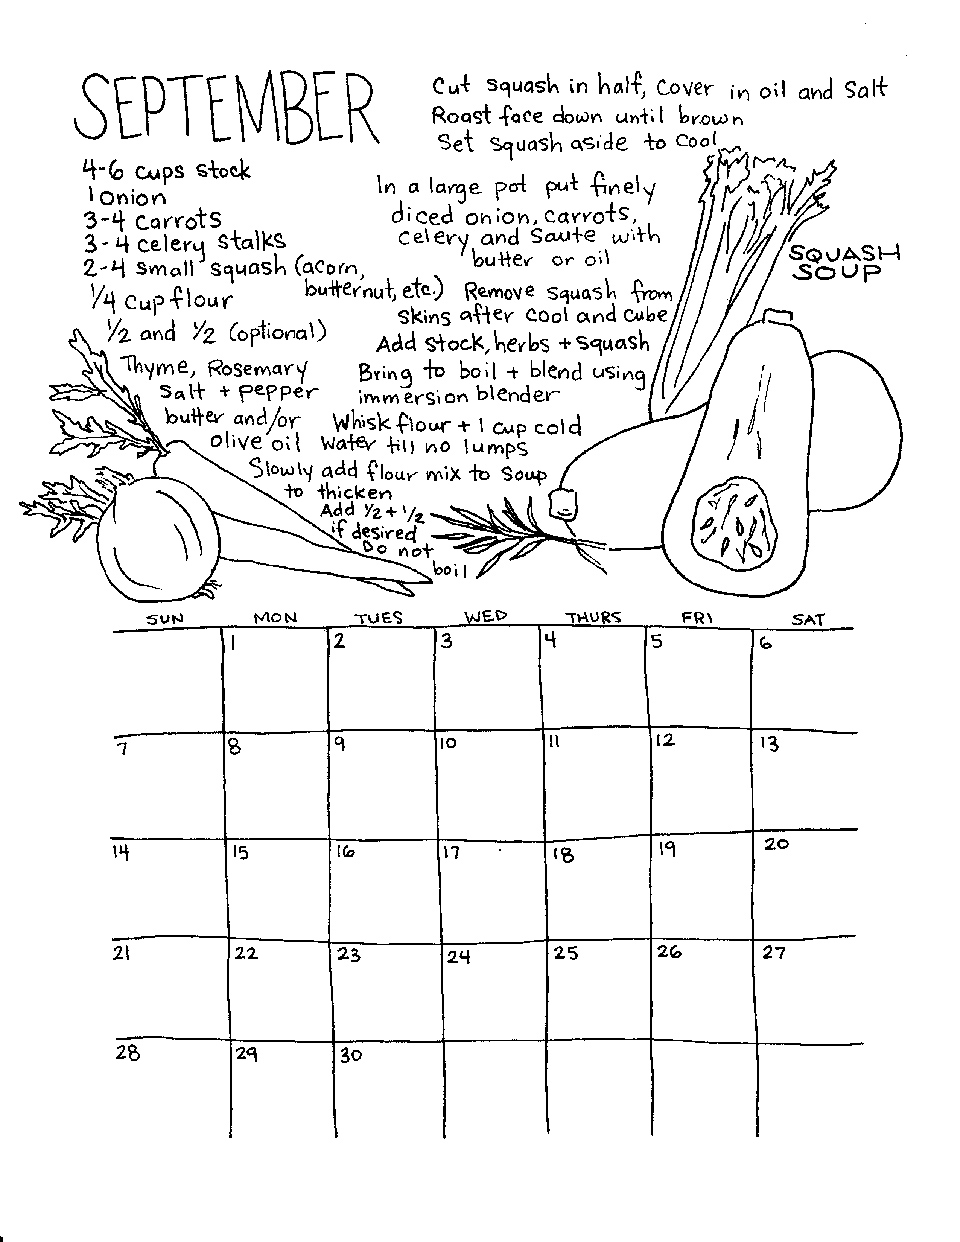 SEPTEMBER
4-6 cups stock
1 onion
3-4 carrots
3-4 celery stalks
2-4 small squash (acorn,
butternut, etc.)
1/4 cup flour
1/2 and 1/2 (optional)
Thyme, Rosemary
salt + pepper
butter and/or
olive oil
Cut squash in half, cover in oil and salt
Roast face down until brown
Set squash aside to cool
In a large pot put finely
diced onion, carrots,
celery and saute with
butter or oil
Remove squash from
skins after cool and cube
Add stock, herbs + squash
Bring to boil + blend using
immersion blender
Whisk flour + 1 cup cold
water till no lumps
Slowly add flour mix to soup
to thicken
Add 1/2 + 1/2
if desired
Do not
boil
SQUASH
SOUP
SUN MON TUES WED THURS FRI SAT
1 2 3 4 5 6
7 8 9 10 11 12 13
14 15 16 17 18 19 20
21 22 23 24 25 26 27
28 29 30